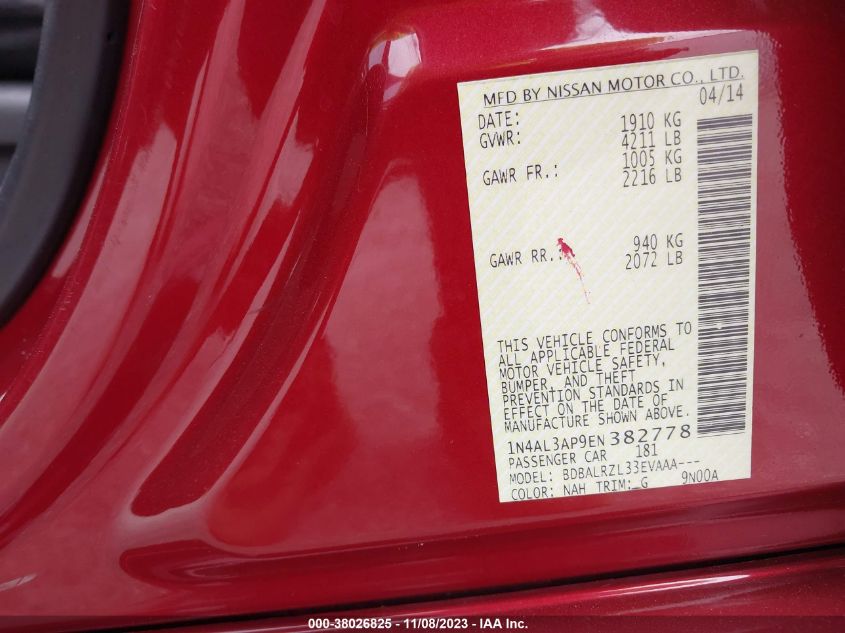 MFD BY NISSAN MOTOR CO., LTD.
04/14
DATE: 1910 KG
GVWR: 4211 LB
1005 KG
GAWR FR.: 2216 LB
940 KG
GAWR RR.: 2072 LB
THIS VEHICLE CONFORMS TO
ALL APPLICABLE FEDERAL
MOTOR VEHICLE SAFETY,
BUMPER, AND THEFT
PREVENTION STANDARDS IN
EFFECT ON THE DATE OF
MANUFACTURE SHOWN ABOVE.
1N4AL3AP9EN382778
PASSENGER CAR 181
MODEL: BDBALRZL33EVAAA---
COLOR: NAH TRIM: G 9N00A
000-38026825 - 11/08/2023 - IAA Inc.